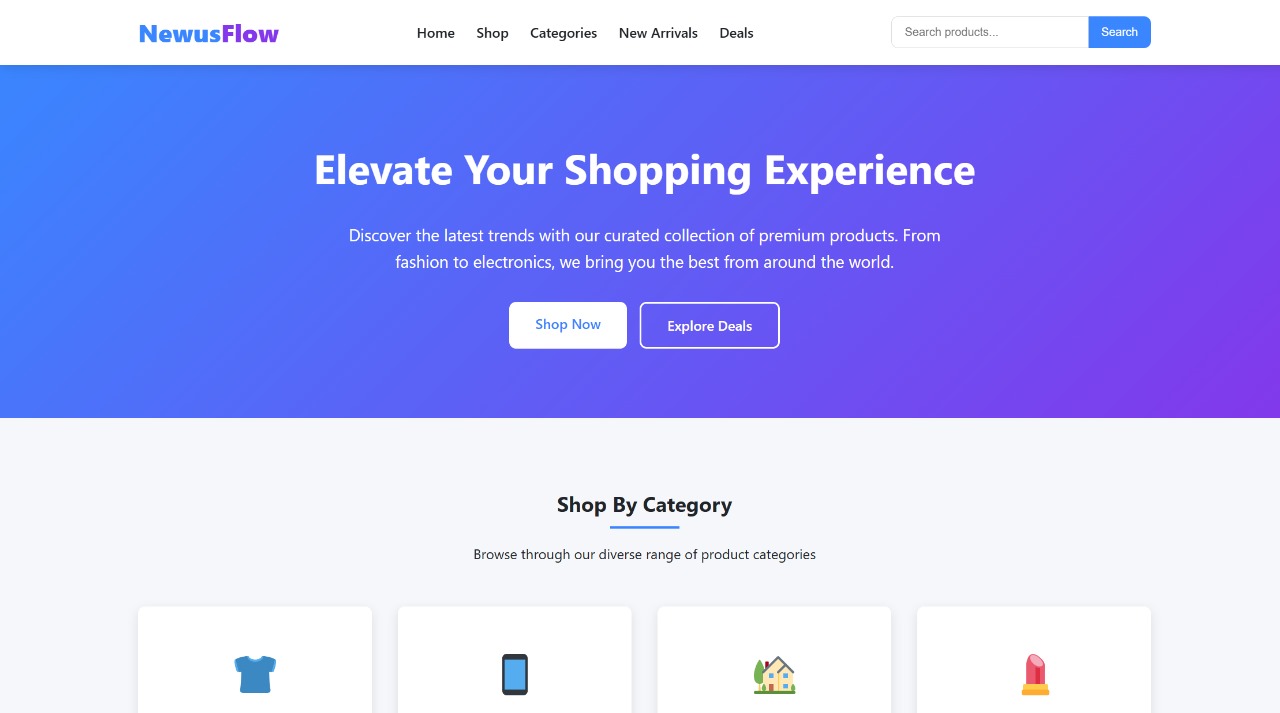 NewusFlow
Home
Shop
Categories
New Arrivals
Deals
Search products...
Search
Elevate Your Shopping Experience
Discover the latest trends with our curated collection of premium products. From
fashion to electronics, we bring you the best from around the world.
Shop Now
Explore Deals
Shop By Category
Browse through our diverse range of product categories